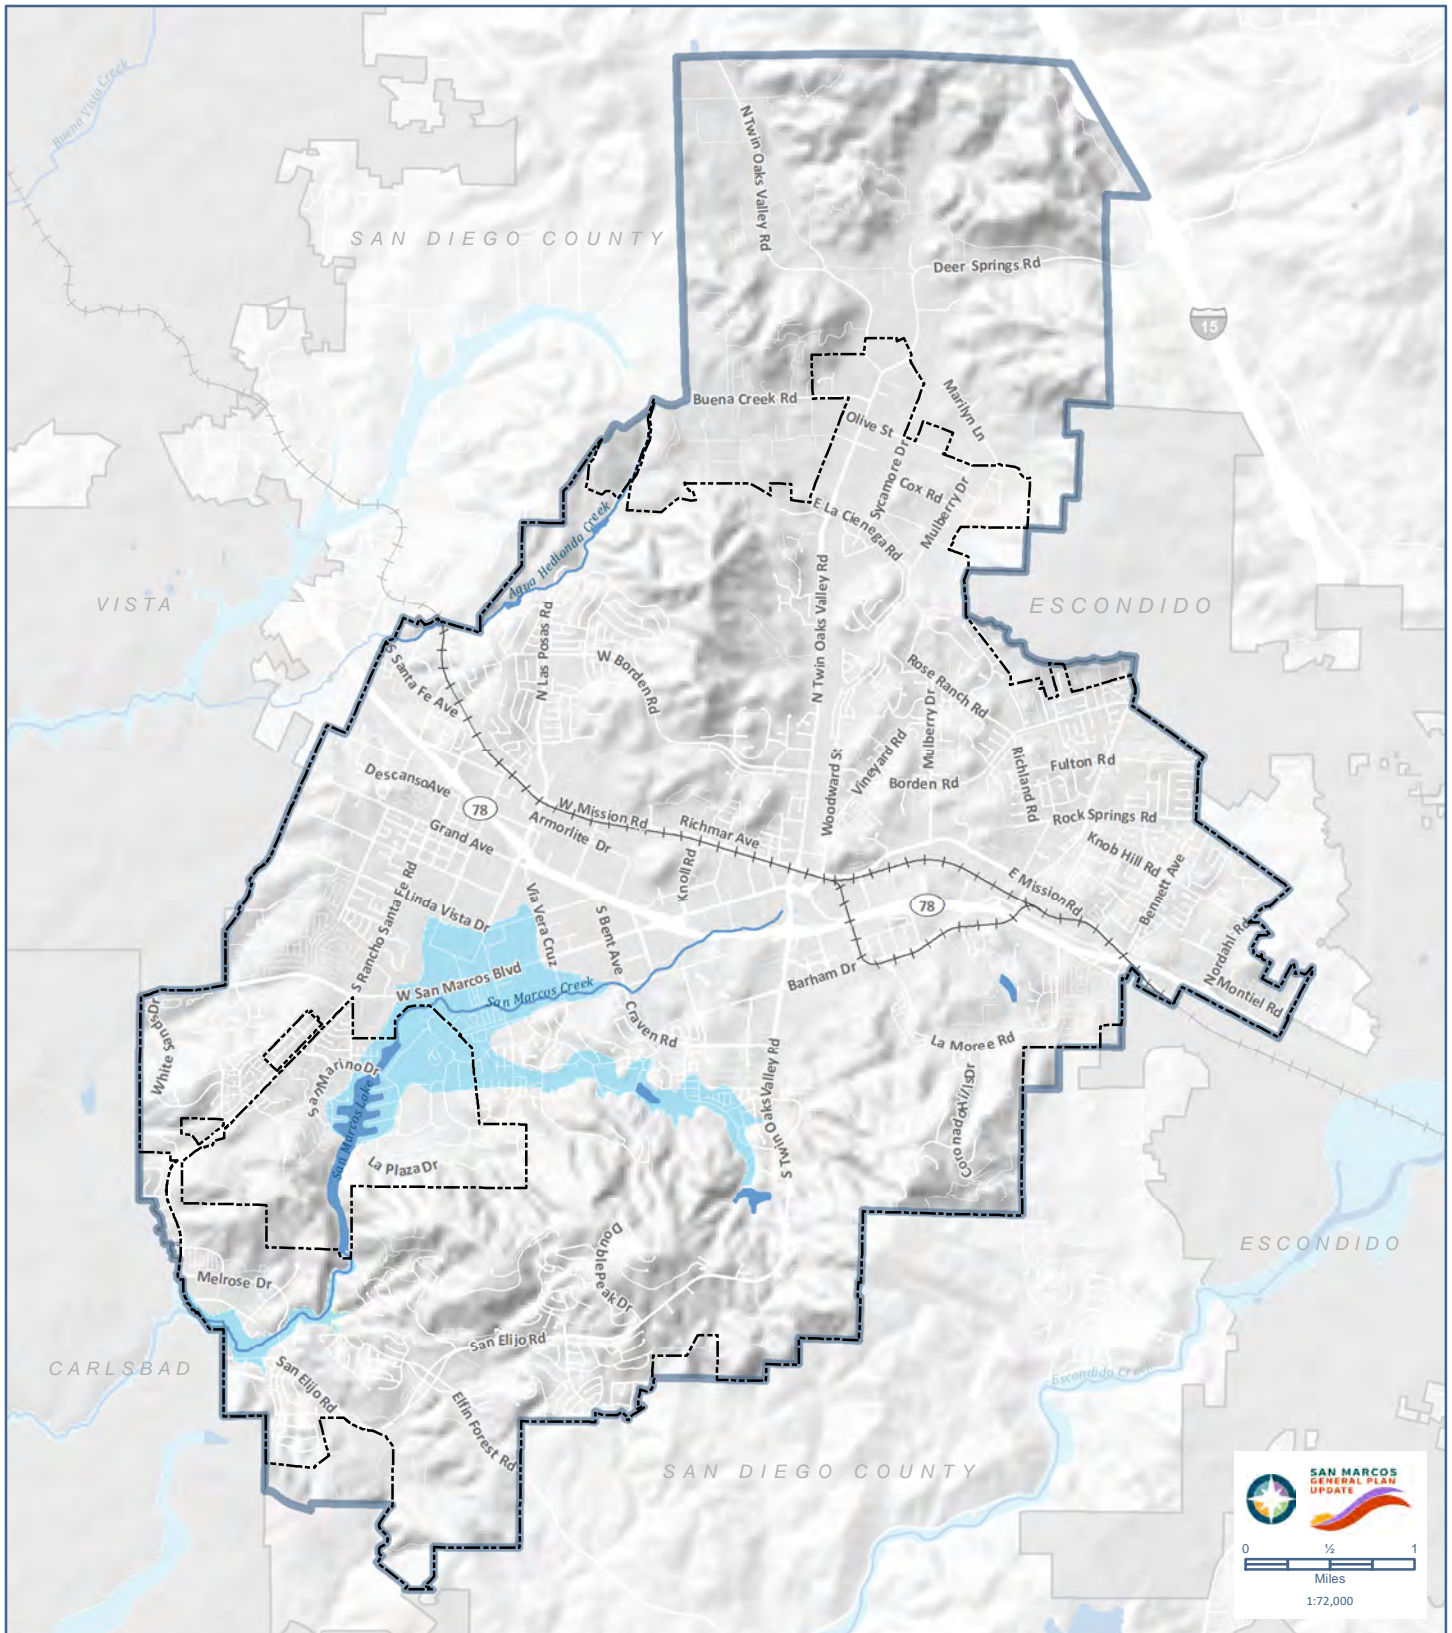 Buena Vista Creek
N Twin Oaks Valley Rd
SAN DIEGO COUNTY
Deer Springs Rd
15
Buena Creek Rd
Marilyn Ln
Olive St
Sycamore Dr
Cox Rd
Mulberry Dr
E La Cienega Rd
Agua Hedionda Creek
VISTA
ESCONDIDO
N Las Posas Rd
N Twin Oaks Valley Rd
S Santa Fe Ave
W Borden Rd
Rose Ranch Rd
Mulberry Dr
Vineyard Rd
Woodward St
Borden Rd
Richland Rd
Fulton Rd
Descanso Ave
78
W Mission Rd
Richmar Ave
Rock Springs Rd
Armorlite Dr
Grand Ave
Knoll Rd
Knob Hill Rd
Bennett Ave
E Mission Rd
S Rancho Santa Fe Rd
Linda Vista Dr
Via Vera Cruz
S Bent Ave
78
Nordahl Rd
W San Marcos Blvd
San Marcos Creek
Barham Dr
Montiel Rd
White Sands Dr
Craven Rd
La Moree Rd
San Marino Dr
San Marcos Lake
S Twin Oaks Valley Rd
Coronado Hills Dr
La Plaza Dr
Double Peak Dr
ESCONDIDO
Melrose Dr
San Elijo Rd
CARLSBAD
San Elijo Rd
Escondido Creek
Elfin Forest Rd
SAN DIEGO COUNTY
SAN MARCOS
GENERAL PLAN
UPDATE
0 ½ 1
Miles
1:72,000